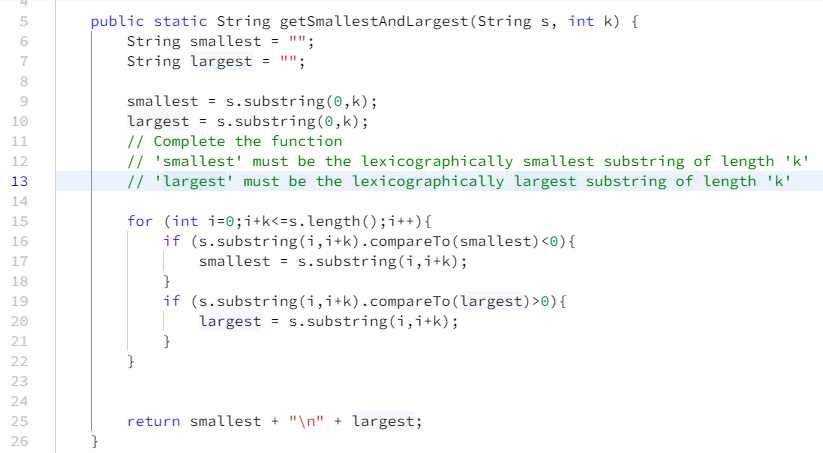 4
5 public static String getSmallestAndLargest(String s, int k) {
6 String smallest = "";
7 String largest = "";
8
9 smallest = s.substring(0,k);
10 largest = s.substring(0,k);
11 // Complete the function
12 // 'smallest' must be the lexicographically smallest substring of length 'k'
13 // 'largest' must be the lexicographically largest substring of length 'k'
14
15 for (int i=0;i+k<=s.length();i++){
16 if (s.substring(i,i+k).compareTo(smallest)<0){
17 smallest = s.substring(i,i+k);
18 }
19 if (s.substring(i,i+k).compareTo(largest)>0){
20 largest = s.substring(i,i+k);
21 }
22 }
23
24
25 return smallest + "\n" + largest;
26 }